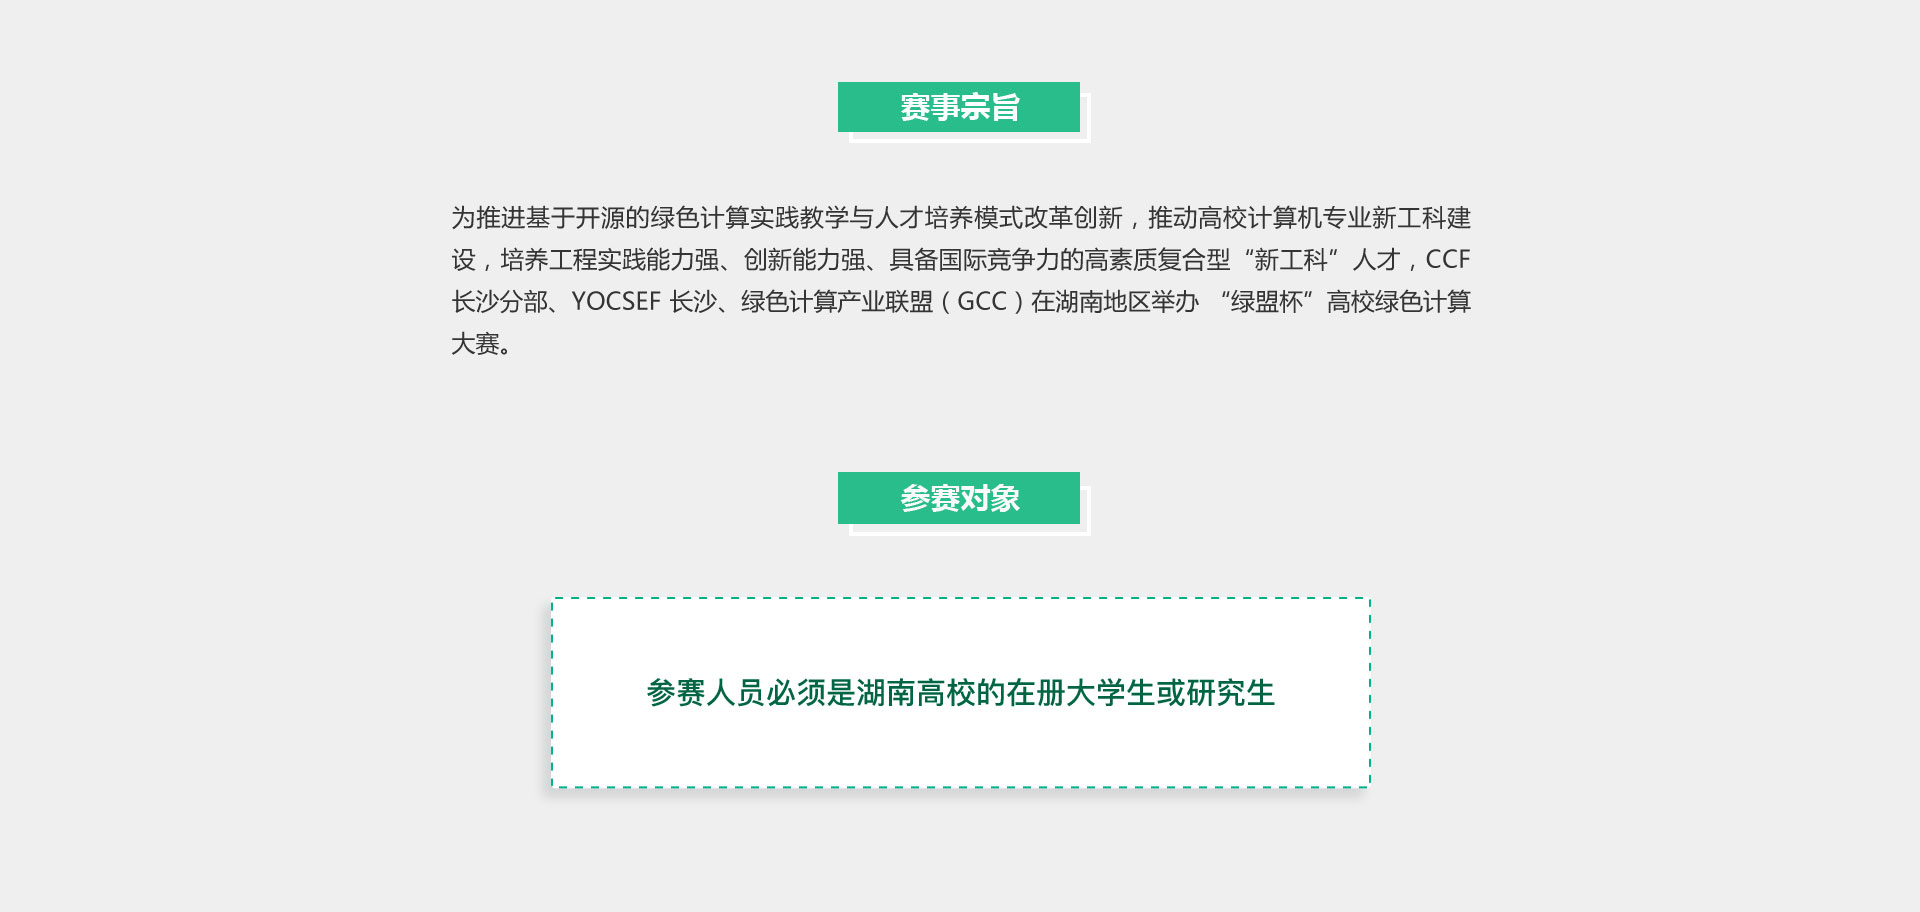 赛事宗旨
为推进基于开源的绿色计算实践教学与人才培养模式改革创新，推动高校计算机专业新工科建
设，培养工程实践能力强、创新能力强、具备国际竞争力的高素质复合型“新工科”人才，CCF
长沙分部、YOCSEF 长沙、绿色计算产业联盟（GCC）在湖南地区举办 “绿盟杯”高校绿色计算
大赛。
参赛对象
参赛人员必须是湖南高校的在册大学生或研究生